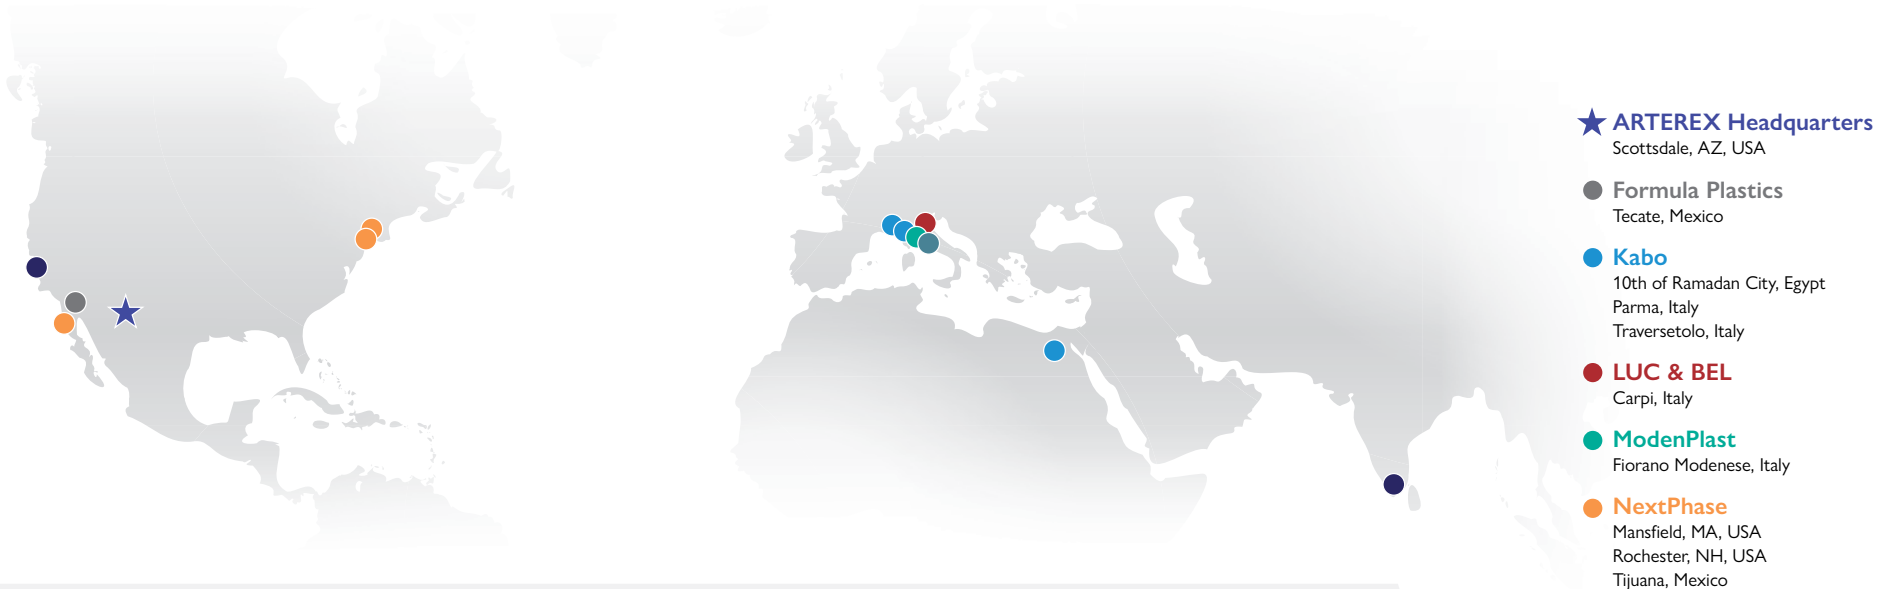 ARTEREX Headquarters
Scottsdale, AZ, USA
Formula Plastics
Tecate, Mexico
Kabo
10th of Ramadan City, Egypt
Parma, Italy
Traversetolo, Italy
LUC & BEL
Carpi, Italy
ModenPlast
Fiorano Modenese, Italy
NextPhase
Mansfield, MA, USA
Rochester, NH, USA
Tijuana, Mexico